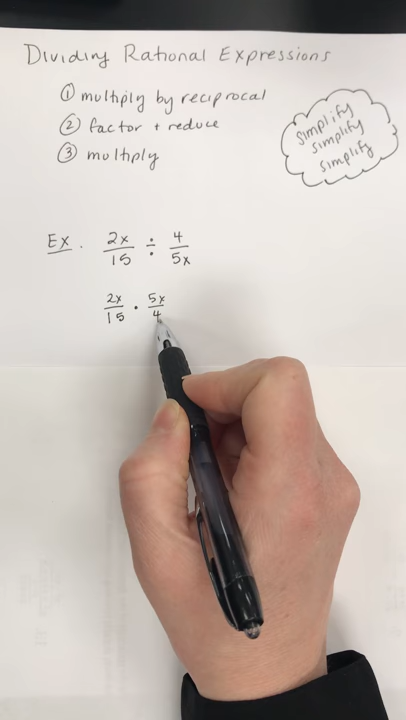 Dividing Rational Expressions
① multiply by reciprocal
② factor + reduce
③ multiply
simplify
simplify
simplify
Ex. 2x/15 ÷ 4/5x
2x/15 · 5x/4